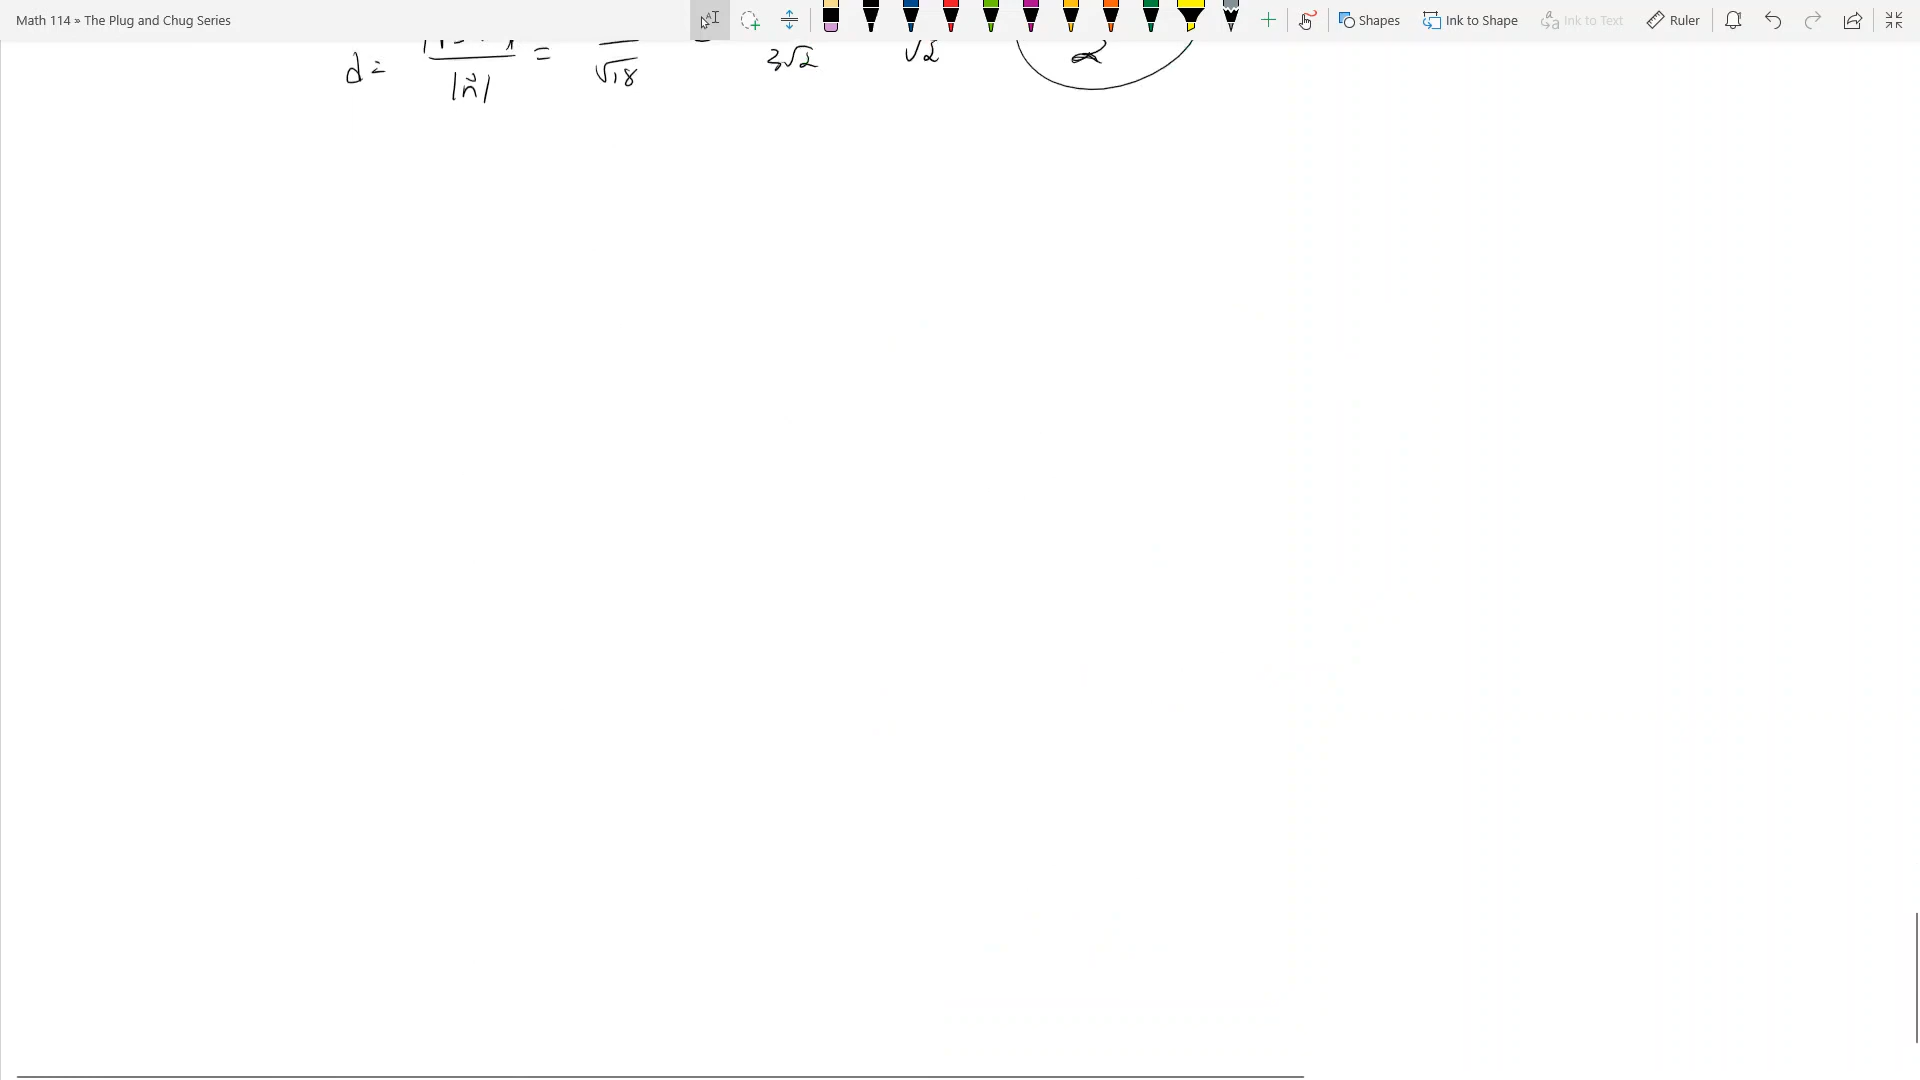 Math 114 » The Plug and Chug Series
Shapes
Ink to Shape
Ink to Text
Ruler
d = |n⃗| = √18 3√2 √2 2